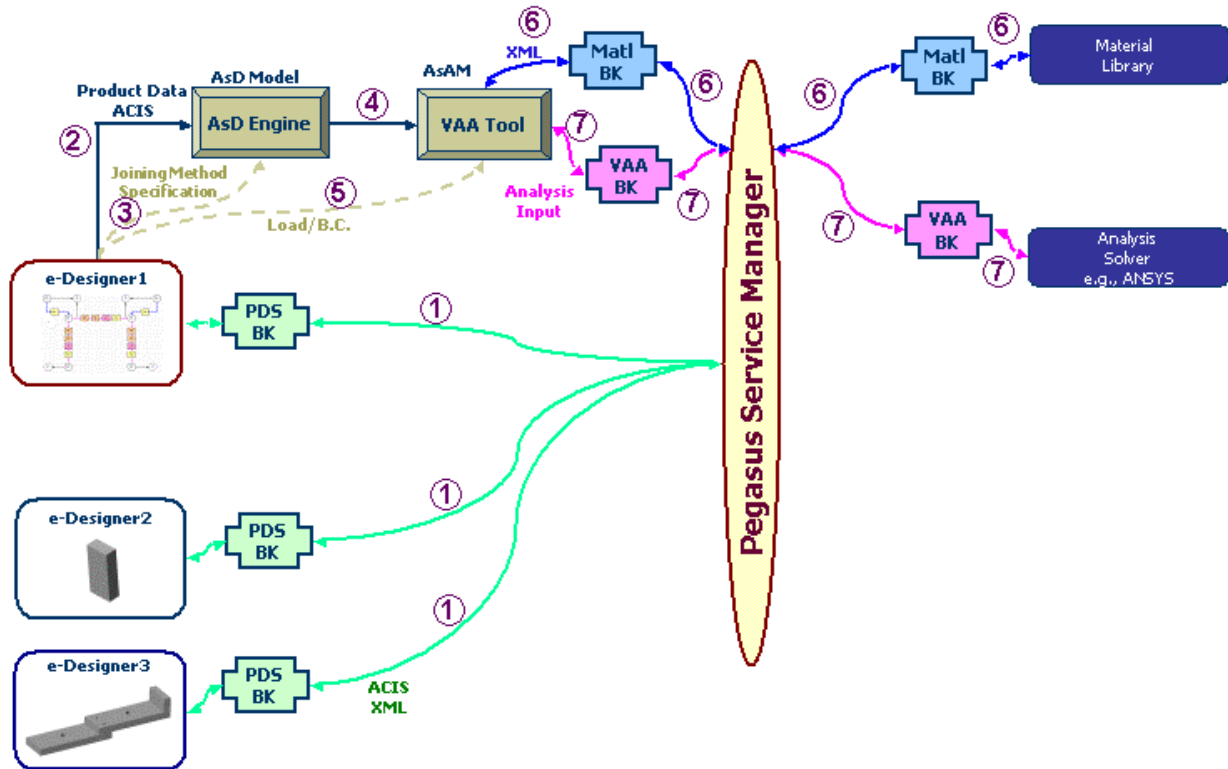 6
6
XML
Matl
BK
Matl
BK
Material
Library
AsD Model
AsAM
Product Data
ACIS
4
6
6
2
AsD Engine
VAA Tool
7
Joining Method
Specification
5
VAA
BK
3
Analysis
Input
7
7
VAA
BK
Load/B.C.
Analysis
Solver
e.g., ANSYS
7
e-Designer1
PDS
BK
1
Pegasus Service Manager
e-Designer2
PDS
BK
1
1
e-Designer3
PDS
BK
ACIS
XML